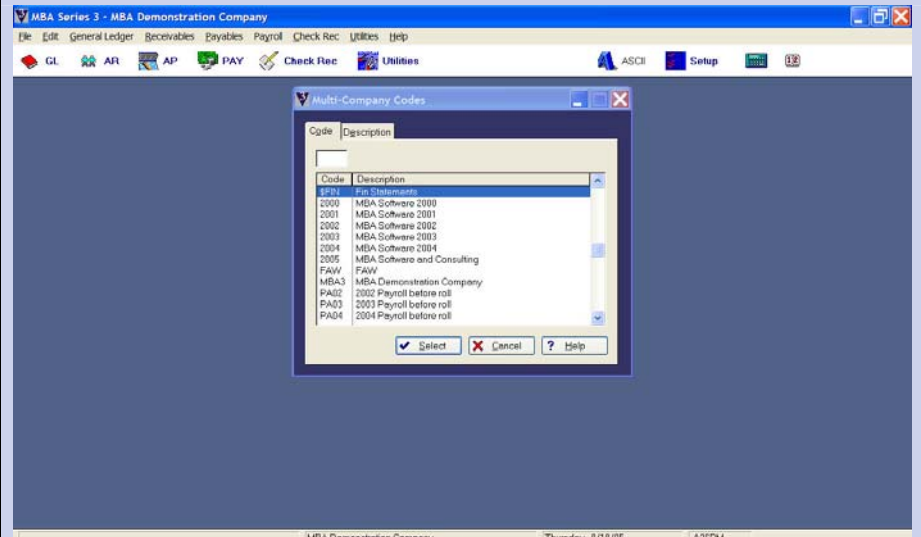 MBA Series 3 - MBA Demonstration Company
File Edit General Ledger Receivables Payables Payroll Check Rec Utilities Help
GL AR AP PAY Check Rec Utilities ASCII Setup
Multi-Company Codes
Code Description
Code Description
$FIN Fin Statements
2000 MBA Software 2000
2001 MBA Software 2001
2002 MBA Software 2002
2003 MBA Software 2003
2004 MBA Software 2004
2005 MBA Software and Consulting
FAW FAW
MBA3 MBA Demonstration Company
PA02 2002 Payroll before roll
PA03 2003 Payroll before roll
PA04 2004 Payroll before roll
Select Cancel ? Help
MBA Demonstration Company Thursday